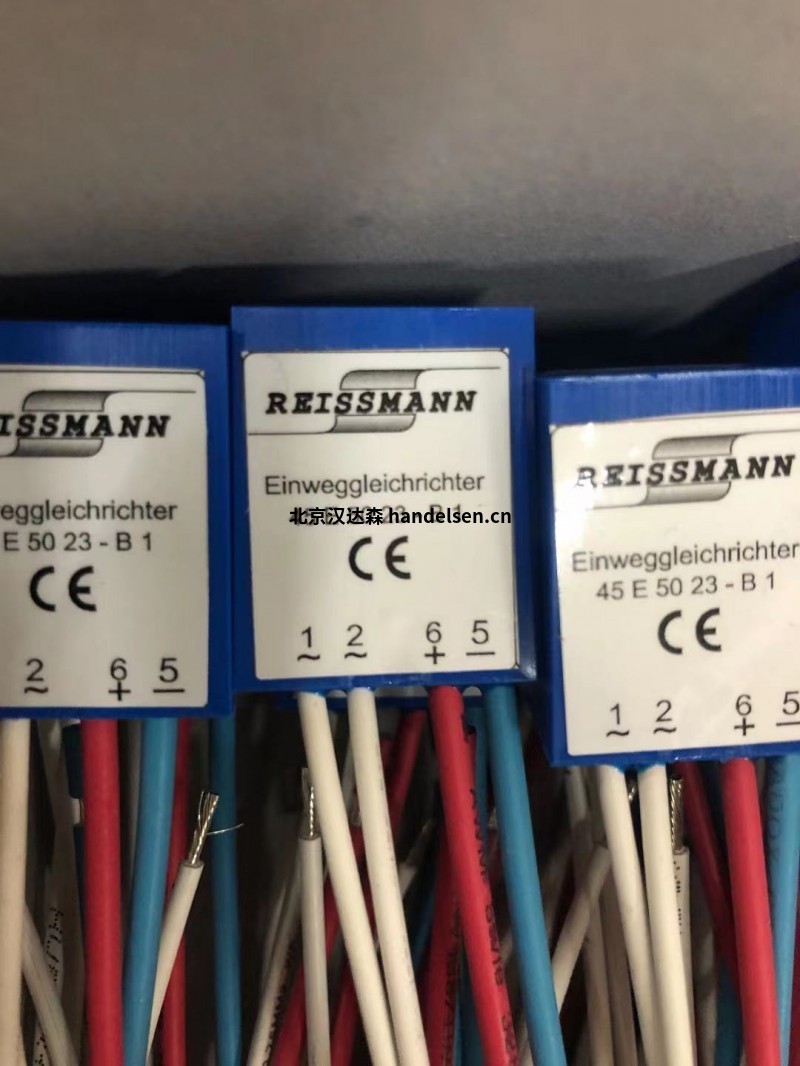 ISSMANN
eggleichrichter
E 50 23 - B 1
CE
2 6 5
~ + —
REISSMANN
Einweggleichrichter
北京汉达森 handelsen.cn
CE
1 2 6 5
~ ~ + —
REISSMANN
Einweggleichrichter
45 E 50 23 - B 1
CE
1 2 6 5
~ ~ +